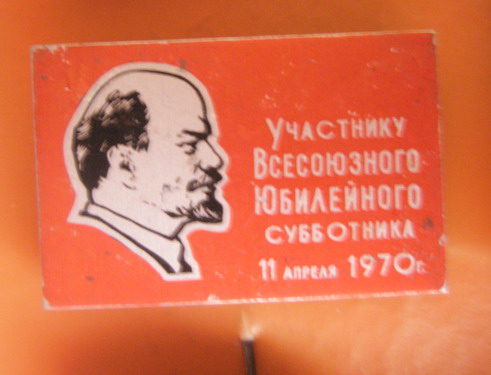 УЧАСТНИКУ
ВСЕСОЮЗНОГО
ЮБИЛЕЙНОГО
СУББОТНИКА
11 АПРЕЛЯ 1970г.